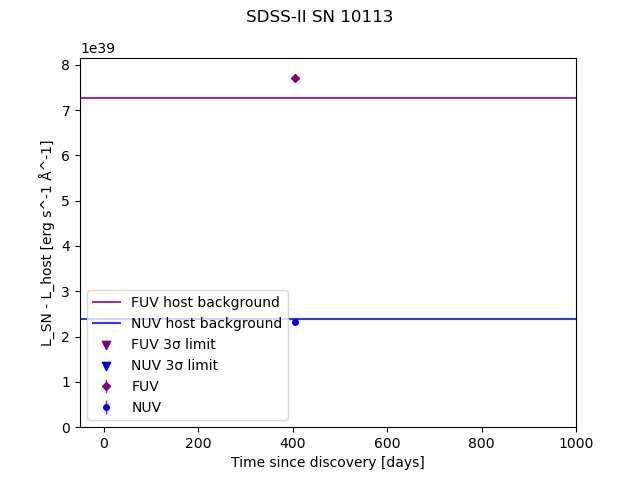 SDSS-II SN 10113
1e39
8
7
6
5
4
3
2
1
0
L_SN - L_host [erg s^-1 Å^-1]
FUV host background
NUV host background
FUV 3σ limit
NUV 3σ limit
FUV
NUV
0 200 400 600 800 1000
Time since discovery [days]